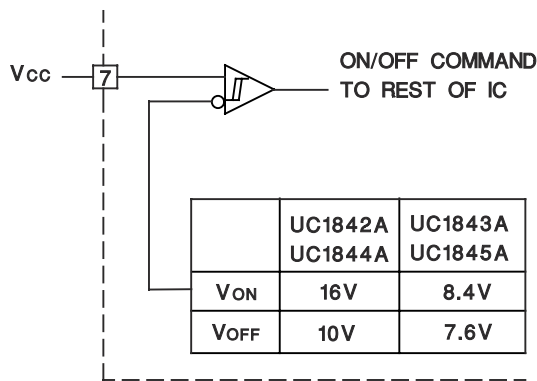 ON/OFF COMMAND
Vcc 7 TO REST OF IC
UC1842A UC1843A
UC1844A UC1845A
VON 16V 8.4V
VOFF 10V 7.6V